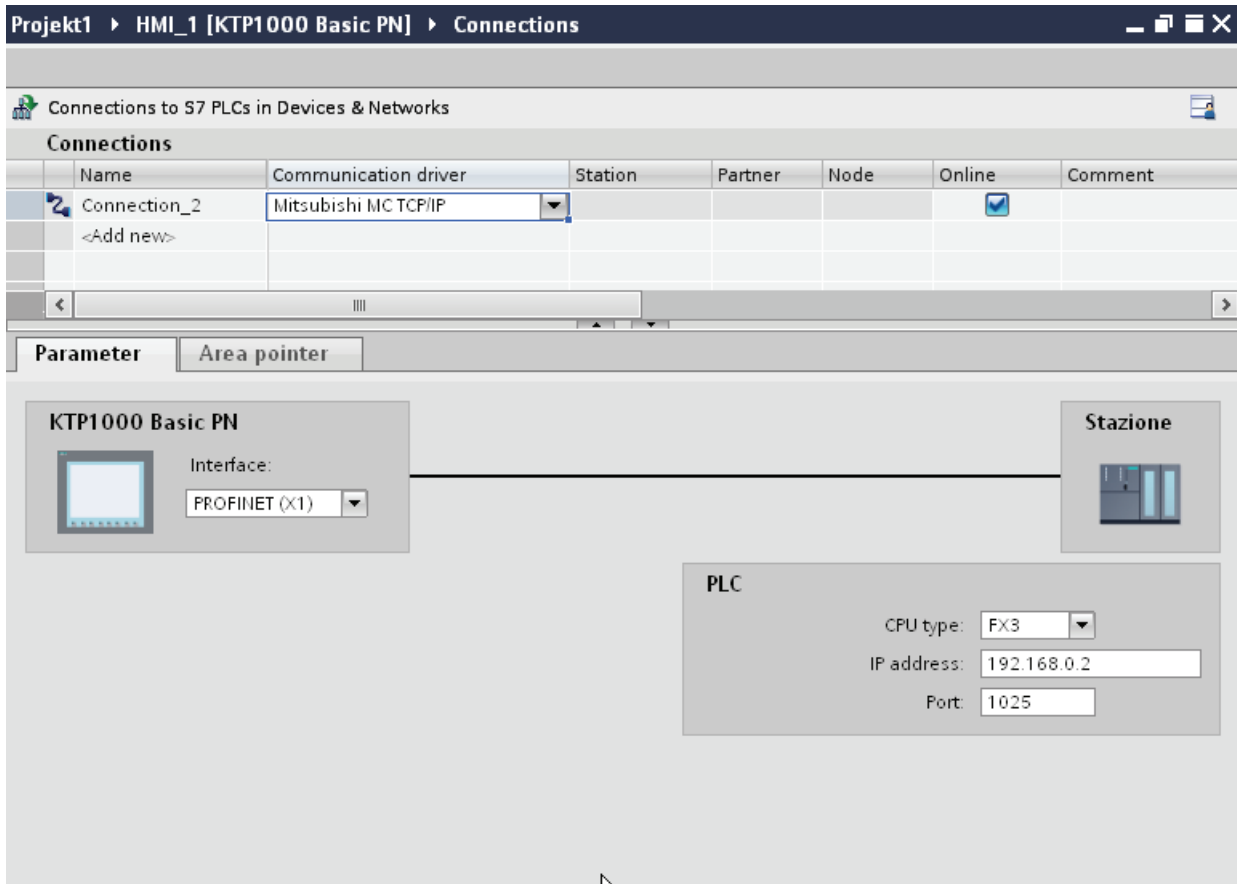 Projekt1 ▸ HMI_1 [KTP1000 Basic PN] ▸ Connections
Connections to S7 PLCs in Devices & Networks
Connections
Name Communication driver Station Partner Node Online Comment
Connection_2 Mitsubishi MC TCP/IP
<Add new>
Parameter Area pointer
KTP1000 Basic PN
Interface:
PROFINET (X1)
Stazione
PLC
CPU type: FX3
IP address: 192.168.0.2
Port: 1025